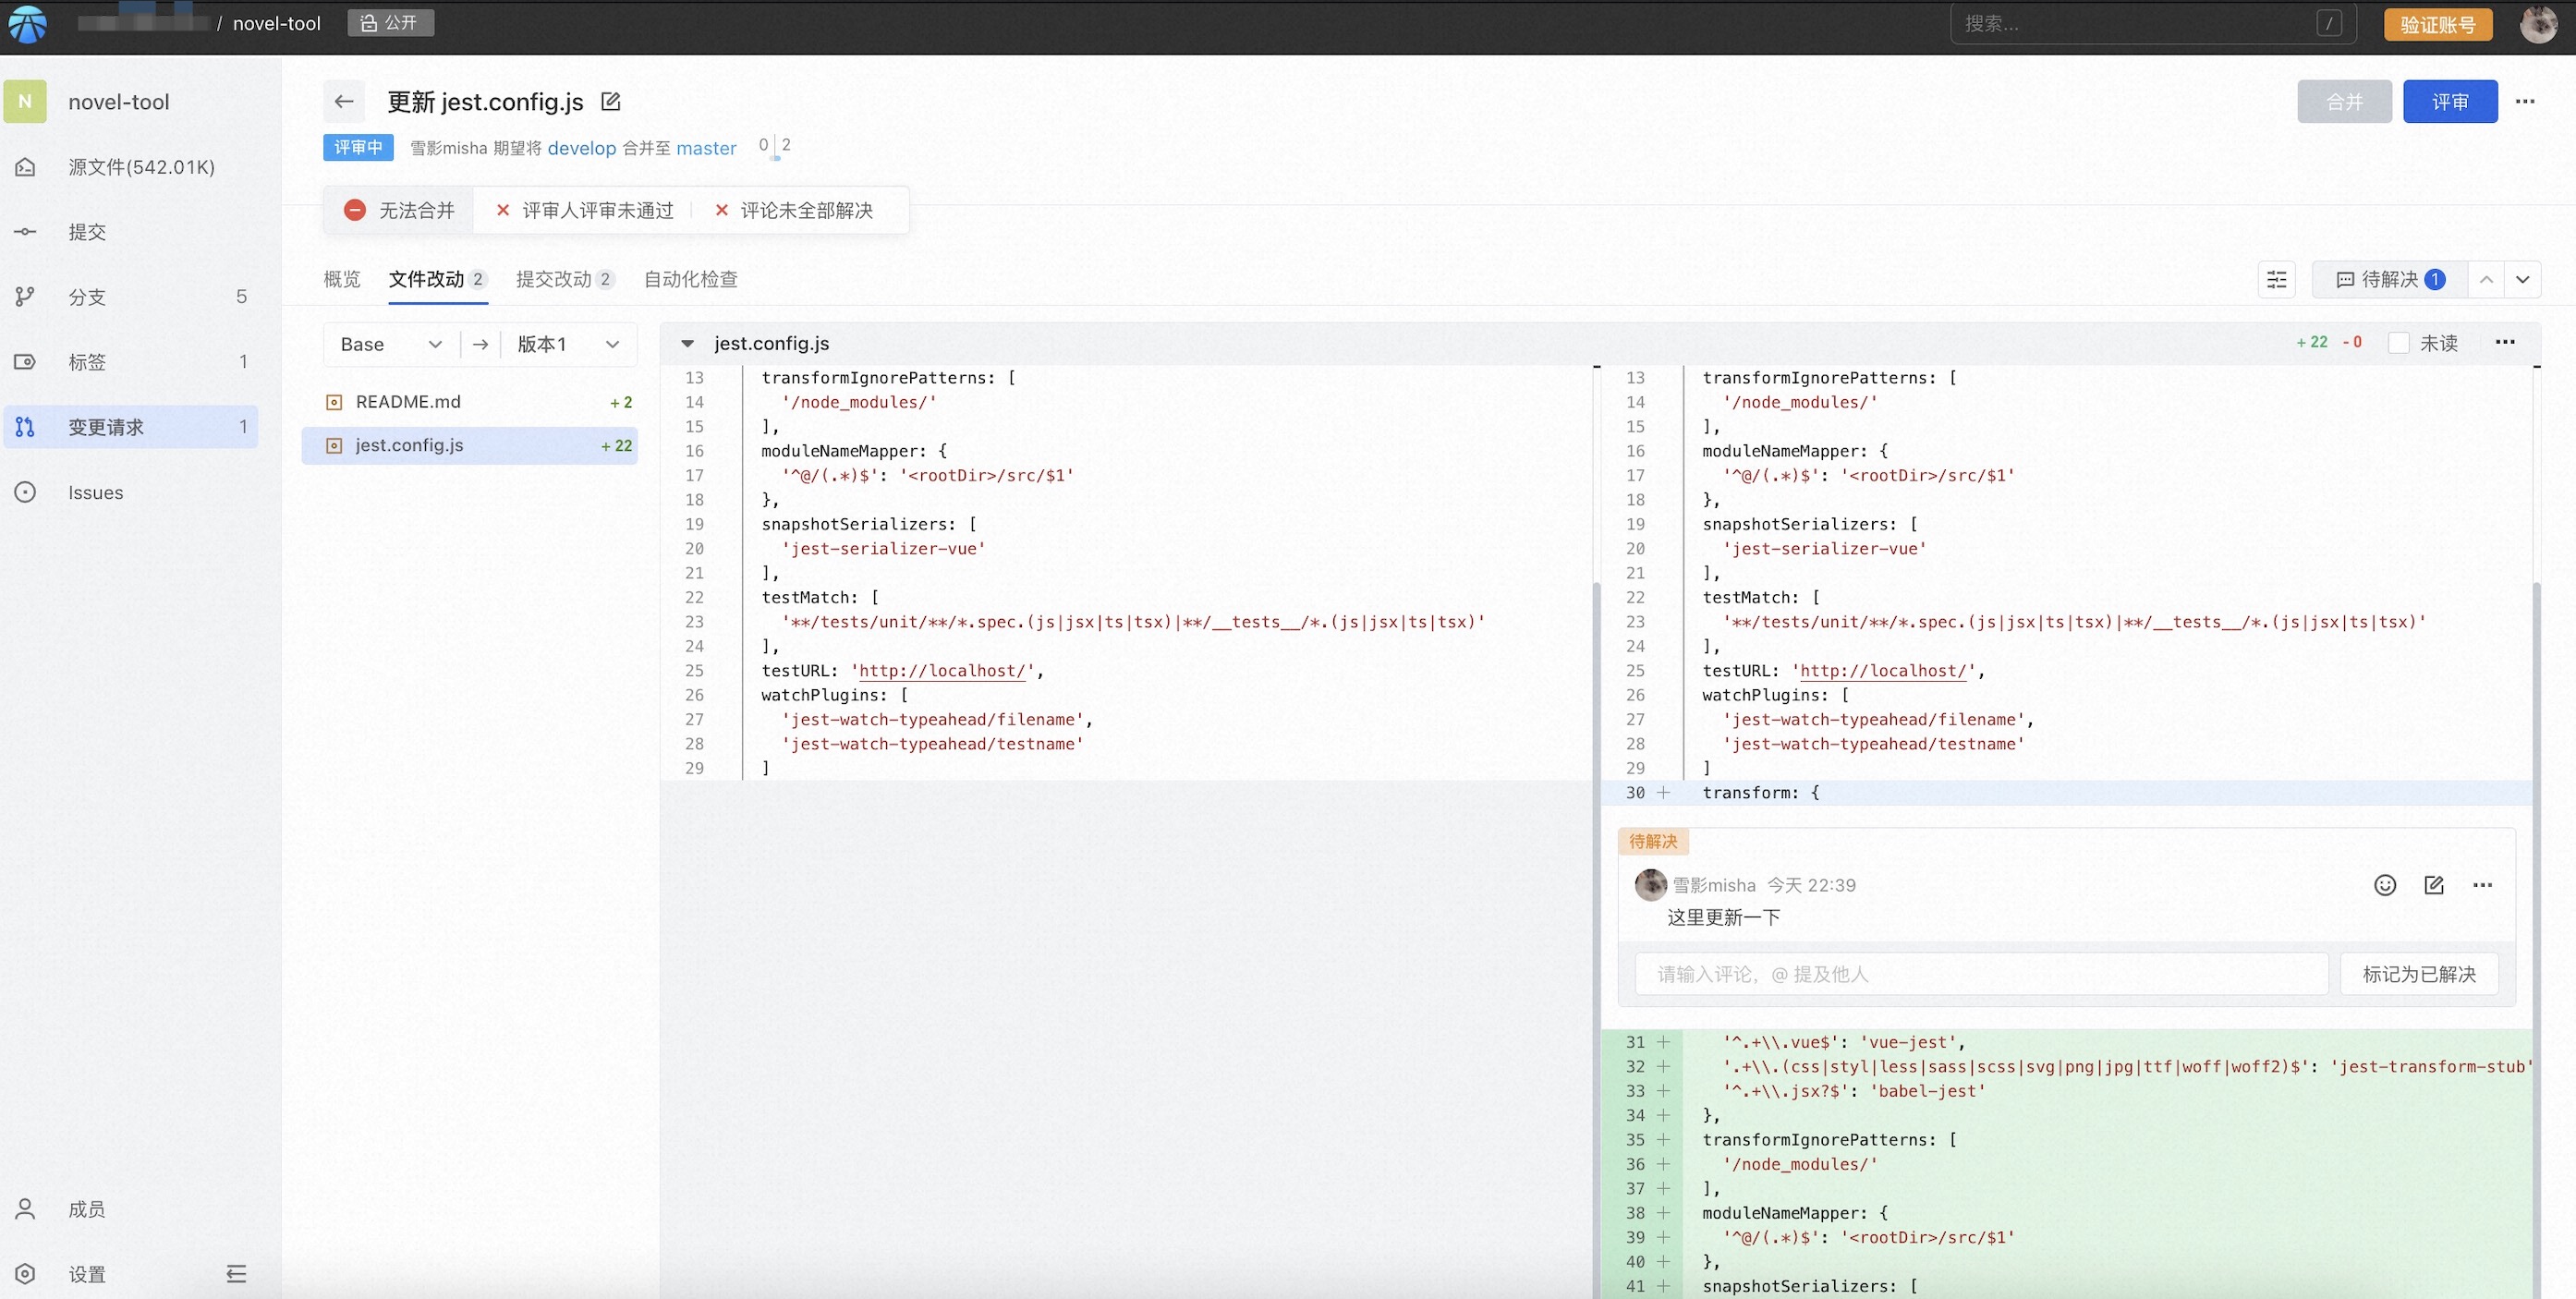 / novel-tool 公开 搜索... / 验证账号
N novel-tool
源文件(542.01K)
提交
分支 5
标签 1
变更请求 1
Issues
成员
设置
更新 jest.config.js
合并 评审
评审中 雪影misha 期望将 develop 合并至 master 0 2
无法合并 评审人评审未通过 评论未全部解决
概览 文件改动 2 提交改动 2 自动化检查
待解决 1
Base → 版本1
README.md +2
jest.config.js +22
jest.config.js +22 -0 未读
13 transformIgnorePatterns: [
14 '/node_modules/'
15 ],
16 moduleNameMapper: {
17 '^@/(.*)$': '<rootDir>/src/$1'
18 },
19 snapshotSerializers: [
20 'jest-serializer-vue'
21 ],
22 testMatch: [
23 '**/tests/unit/**/*.spec.(js|jsx|ts|tsx)|**/__tests__/*.(js|jsx|ts|tsx)'
24 ],
25 testURL: 'http://localhost/',
26 watchPlugins: [
27 'jest-watch-typeahead/filename',
28 'jest-watch-typeahead/testname'
29 ]
13 transformIgnorePatterns: [
14 '/node_modules/'
15 ],
16 moduleNameMapper: {
17 '^@/(.*)$': '<rootDir>/src/$1'
18 },
19 snapshotSerializers: [
20 'jest-serializer-vue'
21 ],
22 testMatch: [
23 '**/tests/unit/**/*.spec.(js|jsx|ts|tsx)|**/__tests__/*.(js|jsx|ts|tsx)'
24 ],
25 testURL: 'http://localhost/',
26 watchPlugins: [
27 'jest-watch-typeahead/filename',
28 'jest-watch-typeahead/testname'
29 ]
30 + transform: {
待解决
雪影misha 今天 22:39
这里更新一下
请输入评论，@ 提及他人 标记为已解决
31 + '^.+\\.vue$': 'vue-jest',
32 + '.+\\.(css|styl|less|sass|scss|svg|png|jpg|ttf|woff|woff2)$': 'jest-transform-stub'
33 + '^.+\\.jsx?$': 'babel-jest'
34 + },
35 + transformIgnorePatterns: [
36 + '/node_modules/'
37 + ],
38 + moduleNameMapper: {
39 + '^@/(.*)$': '<rootDir>/src/$1'
40 + },
41 + snapshotSerializers: [